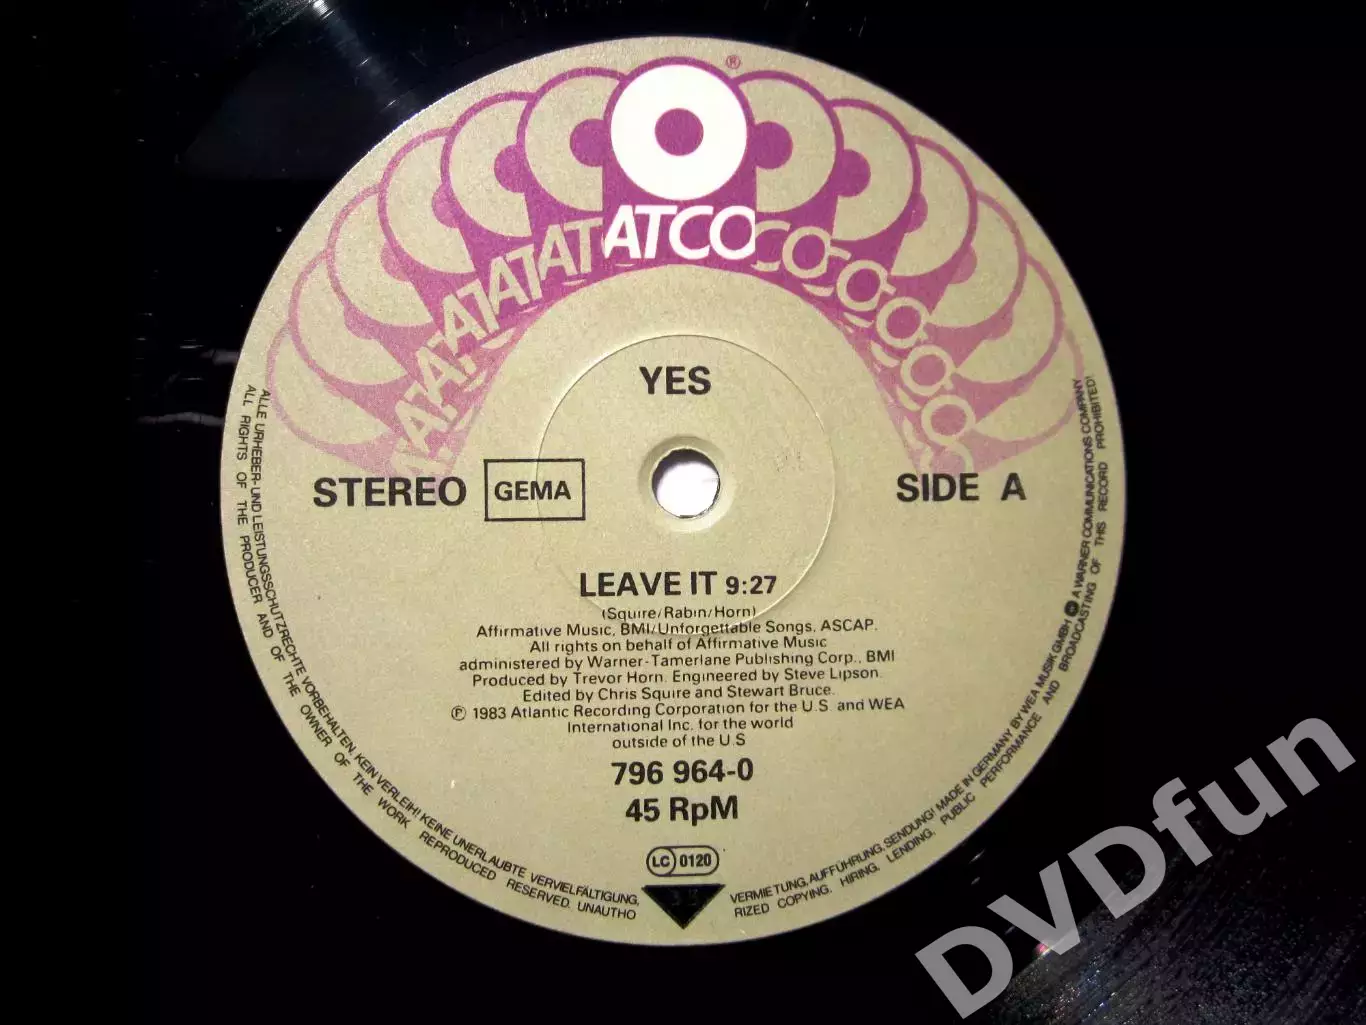 ®
ATCO
YES
STEREO GEMA SIDE A
LEAVE IT 9:27
(Squire/Rabin/Horn)
Affirmative Music, BMI/Unforgettable Songs, ASCAP.
All rights on behalf of Affirmative Music
administered by Warner-Tamerlane Publishing Corp., BMI
Produced by Trevor Horn. Engineered by Steve Lipson.
Edited by Chris Squire and Stewart Bruce.
℗ 1983 Atlantic Recording Corporation for the U.S. and WEA
International Inc. for the world
outside of the U.S
796 964-0
45 RpM
LC 0120
ALLE URHEBER- UND LEISTUNGSSCHUTZRECHTE VORBEHALTEN. KEIN VERLEIH! KEINE UNERLAUBTE VERVIELFÄLTIGUNG,
VERMIETUNG, AUFFÜHRUNG, SENDUNG! MADE IN GERMANY BY WEA MUSIK GMBH A WARNER COMMUNICATIONS COMPANY
ALL RIGHTS OF THE PRODUCER AND OF THE OWNER OF THE WORK REPRODUCED RESERVED. UNAUTHO
RIZED COPYING. HIRING, LENDING, PUBLIC PERFORMANCE AND BROADCASTING OF THIS RECORD PROHIBITED!
DVDfun